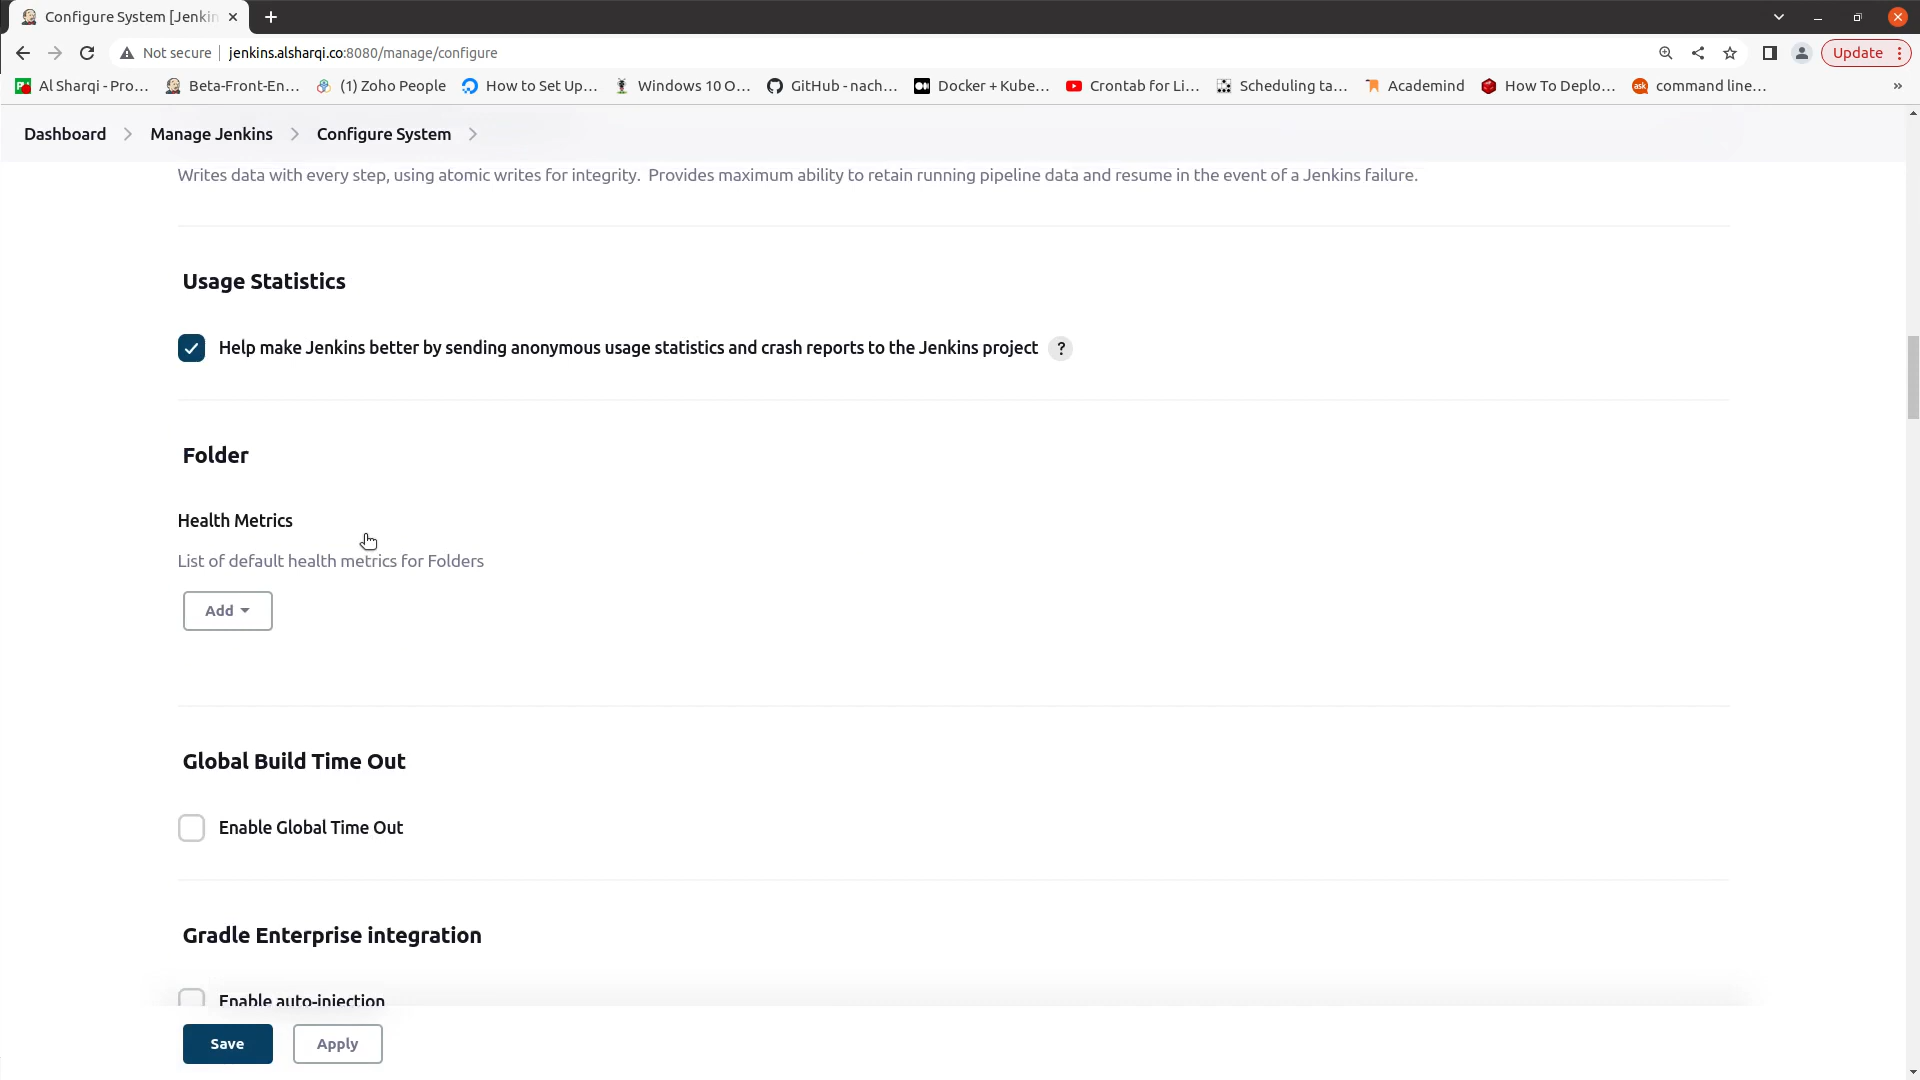 Configure System [Jenkin
Not secure
jenkins.alsharqi.co:8080/manage/configure
Update
Al Sharqi - Pro...
Beta-Front-En...
(1) Zoho People
How to Set Up...
Windows 10 O...
GitHub - nach...
Docker + Kube...
Crontab for Li...
Scheduling ta...
Academind
How To Deplo...
ask
command line...
»
Dashboard
Manage Jenkins
Configure System
Writes data with every step, using atomic writes for integrity. Provides maximum ability to retain running pipeline data and resume in the event of a Jenkins failure.
Usage Statistics
Help make Jenkins better by sending anonymous usage statistics and crash reports to the Jenkins project ?
Folder
Health Metrics
List of default health metrics for Folders
Add
Global Build Time Out
Enable Global Time Out
Gradle Enterprise integration
Enable auto-injection
Save
Apply